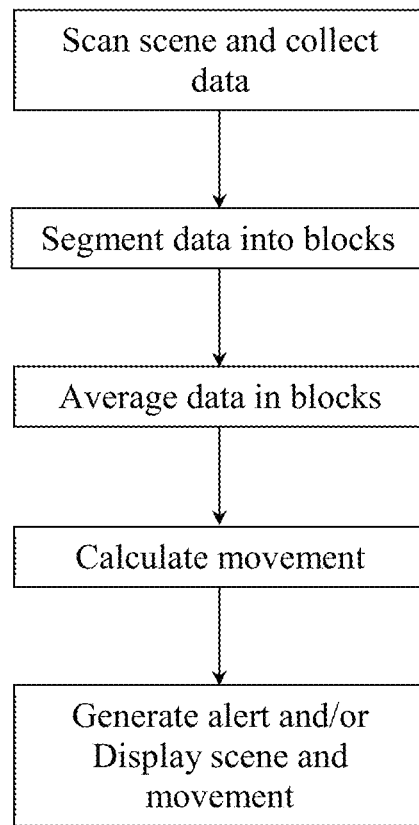 Scan scene and collect
data
Segment data into blocks
Average data in blocks
Calculate movement
Generate alert and/or
Display scene and
movement